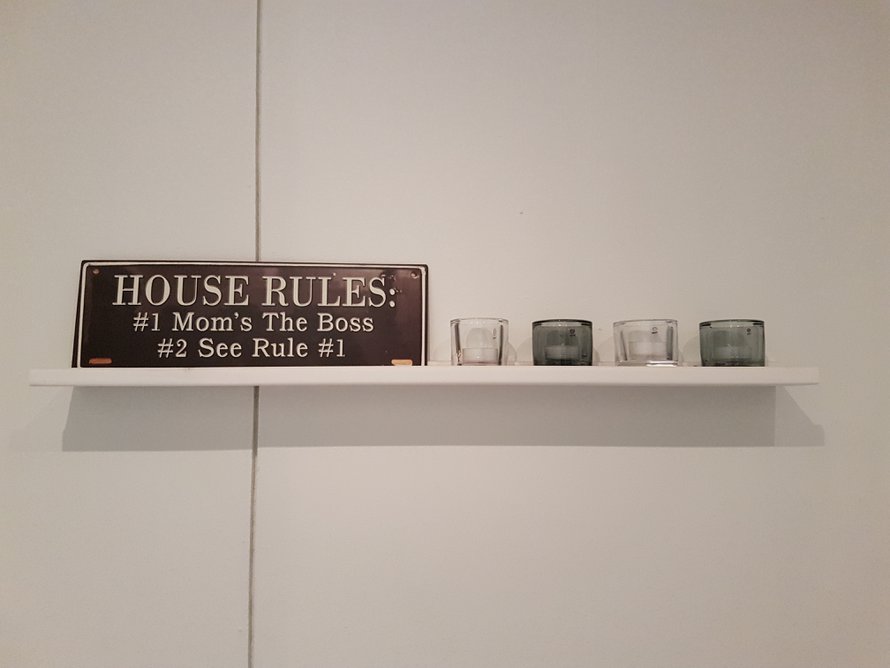 HOUSE RULES:
#1 Mom's The Boss
#2 See Rule #1